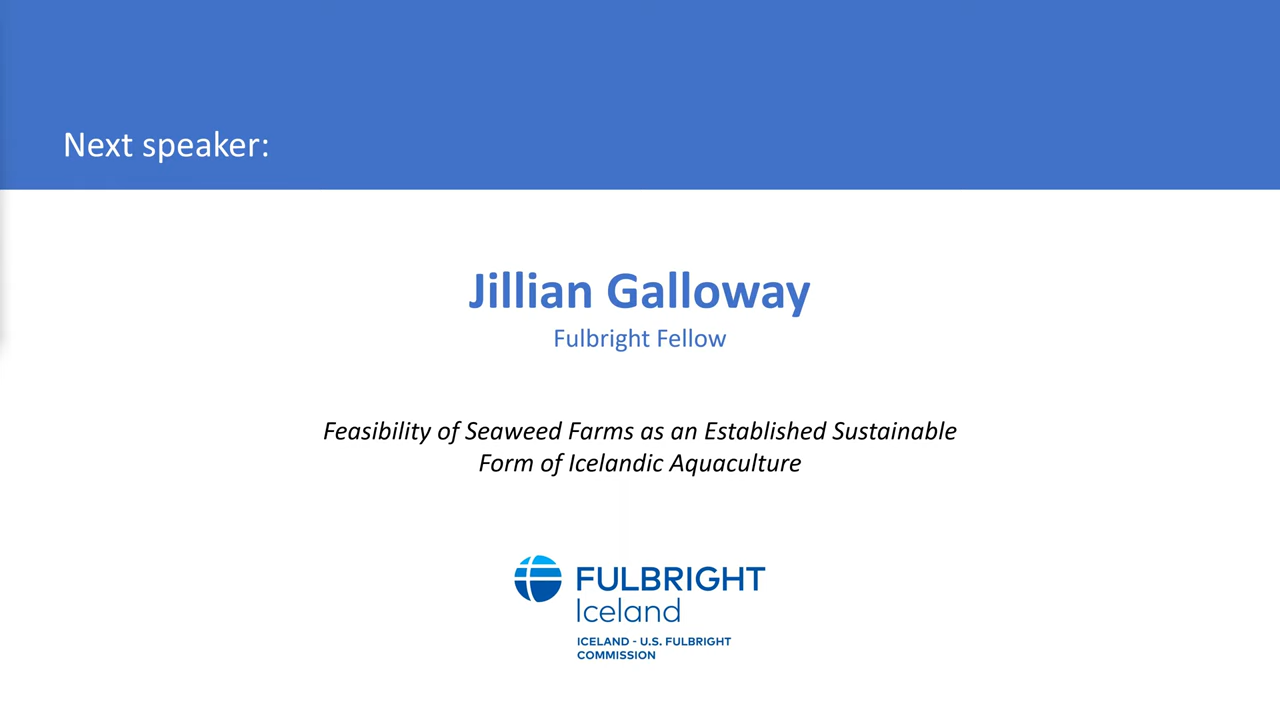 Next speaker:
Jillian Galloway
Fulbright Fellow
Feasibility of Seaweed Farms as an Established Sustainable
Form of Icelandic Aquaculture
FULBRIGHT
Iceland
ICELAND - U.S. FULBRIGHT
COMMISSION